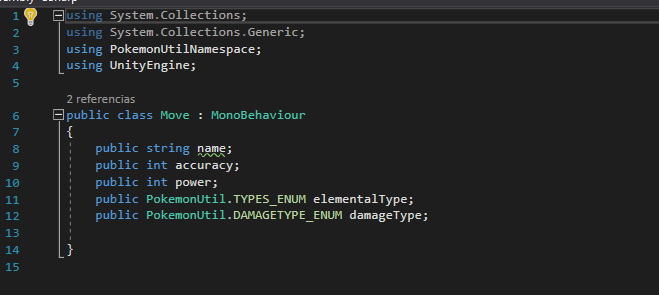 1 using System.Collections;
2 using System.Collections.Generic;
3 using PokemonUtilNamespace;
4 using UnityEngine;
5
2 referencias
6 public class Move : MonoBehaviour
7 {
8 public string name;
9 public int accuracy;
10 public int power;
11 public PokemonUtil.TYPES_ENUM elementalType;
12 public PokemonUtil.DAMAGETYPE_ENUM damageType;
13
14 }
15